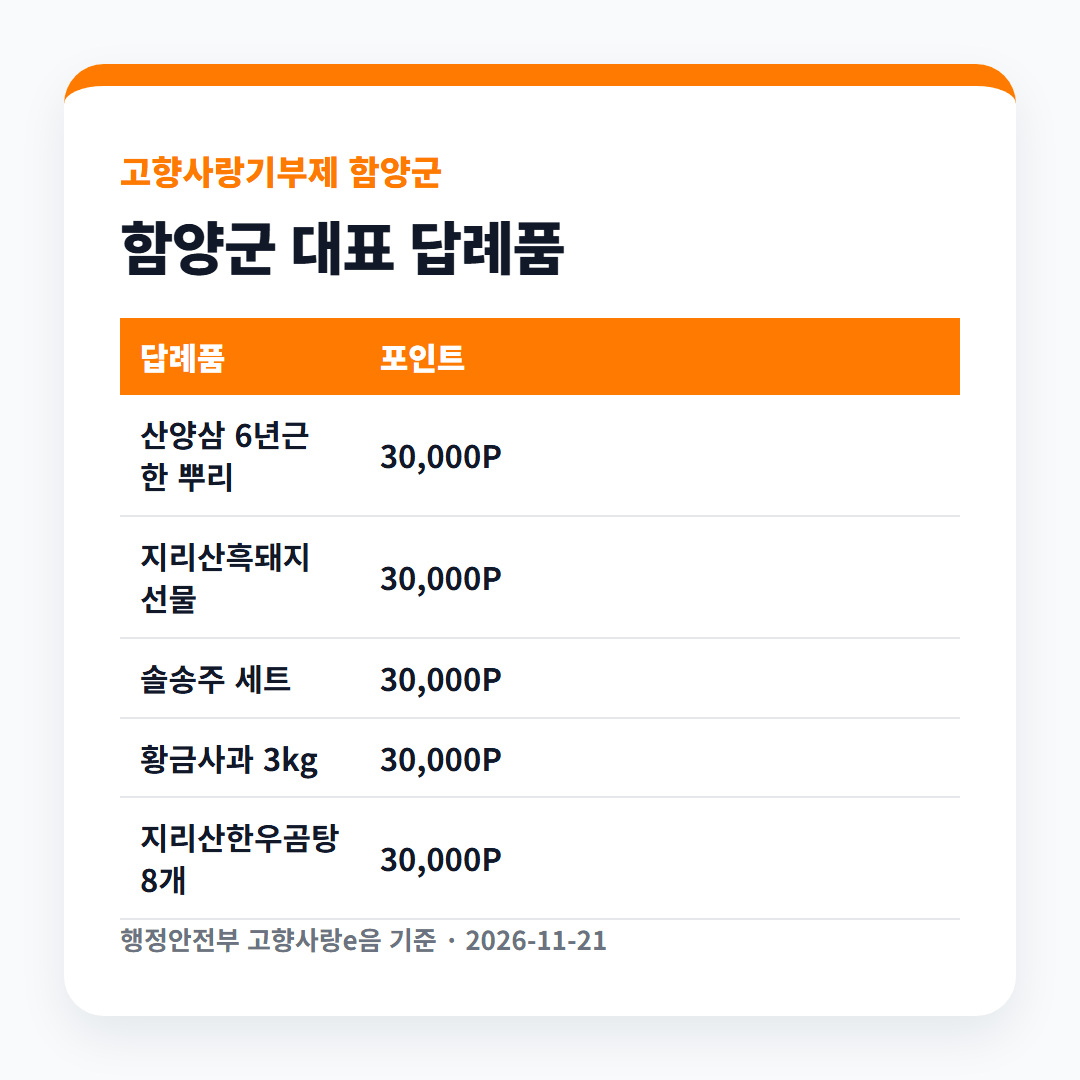 고향사랑기부제 함양군
함양군 대표 답례품
답례품 포인트
산양삼 6년근
한 뿌리
30,000P
지리산흑돼지
선물
30,000P
솔송주 세트 30,000P
황금사과 3kg 30,000P
지리산한우곰탕
8개
30,000P
행정안전부 고향사랑e음 기준 · 2026-11-21